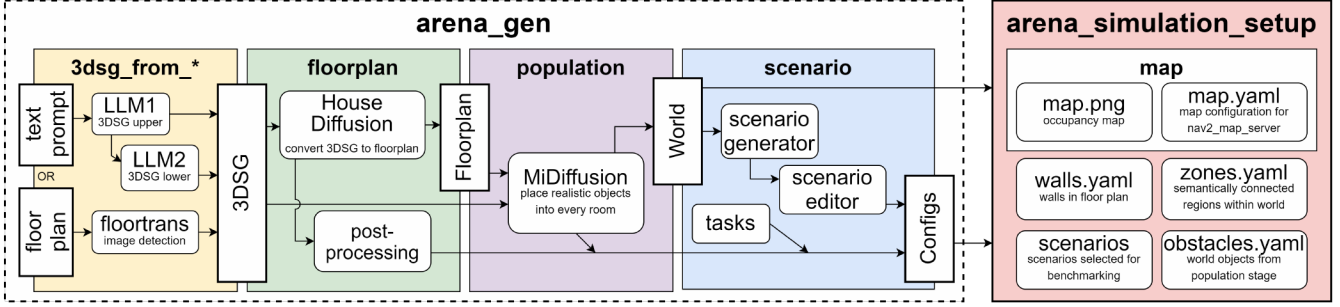 arena_gen
3dsg_from_*
text
prompt
OR
floor
plan
LLM1
3DSG upper
LLM2
3DSG lower
floortrans
image detection
3DSG
floorplan
House
Diffusion
convert 3DSG to floorplan
post-
processing
Floorplan
population
MiDiffusion
place realistic objects
into every room
World
scenario
scenario
generator
scenario
editor
tasks
Configs
arena_simulation_setup
map
map.png
occupancy map
map.yaml
map configuration for
nav2_map_server
walls.yaml
walls in floor plan
zones.yaml
semantically connected
regions within world
scenarios
scenarios selected for
benchmarking
obstacles.yaml
world objects from
population stage